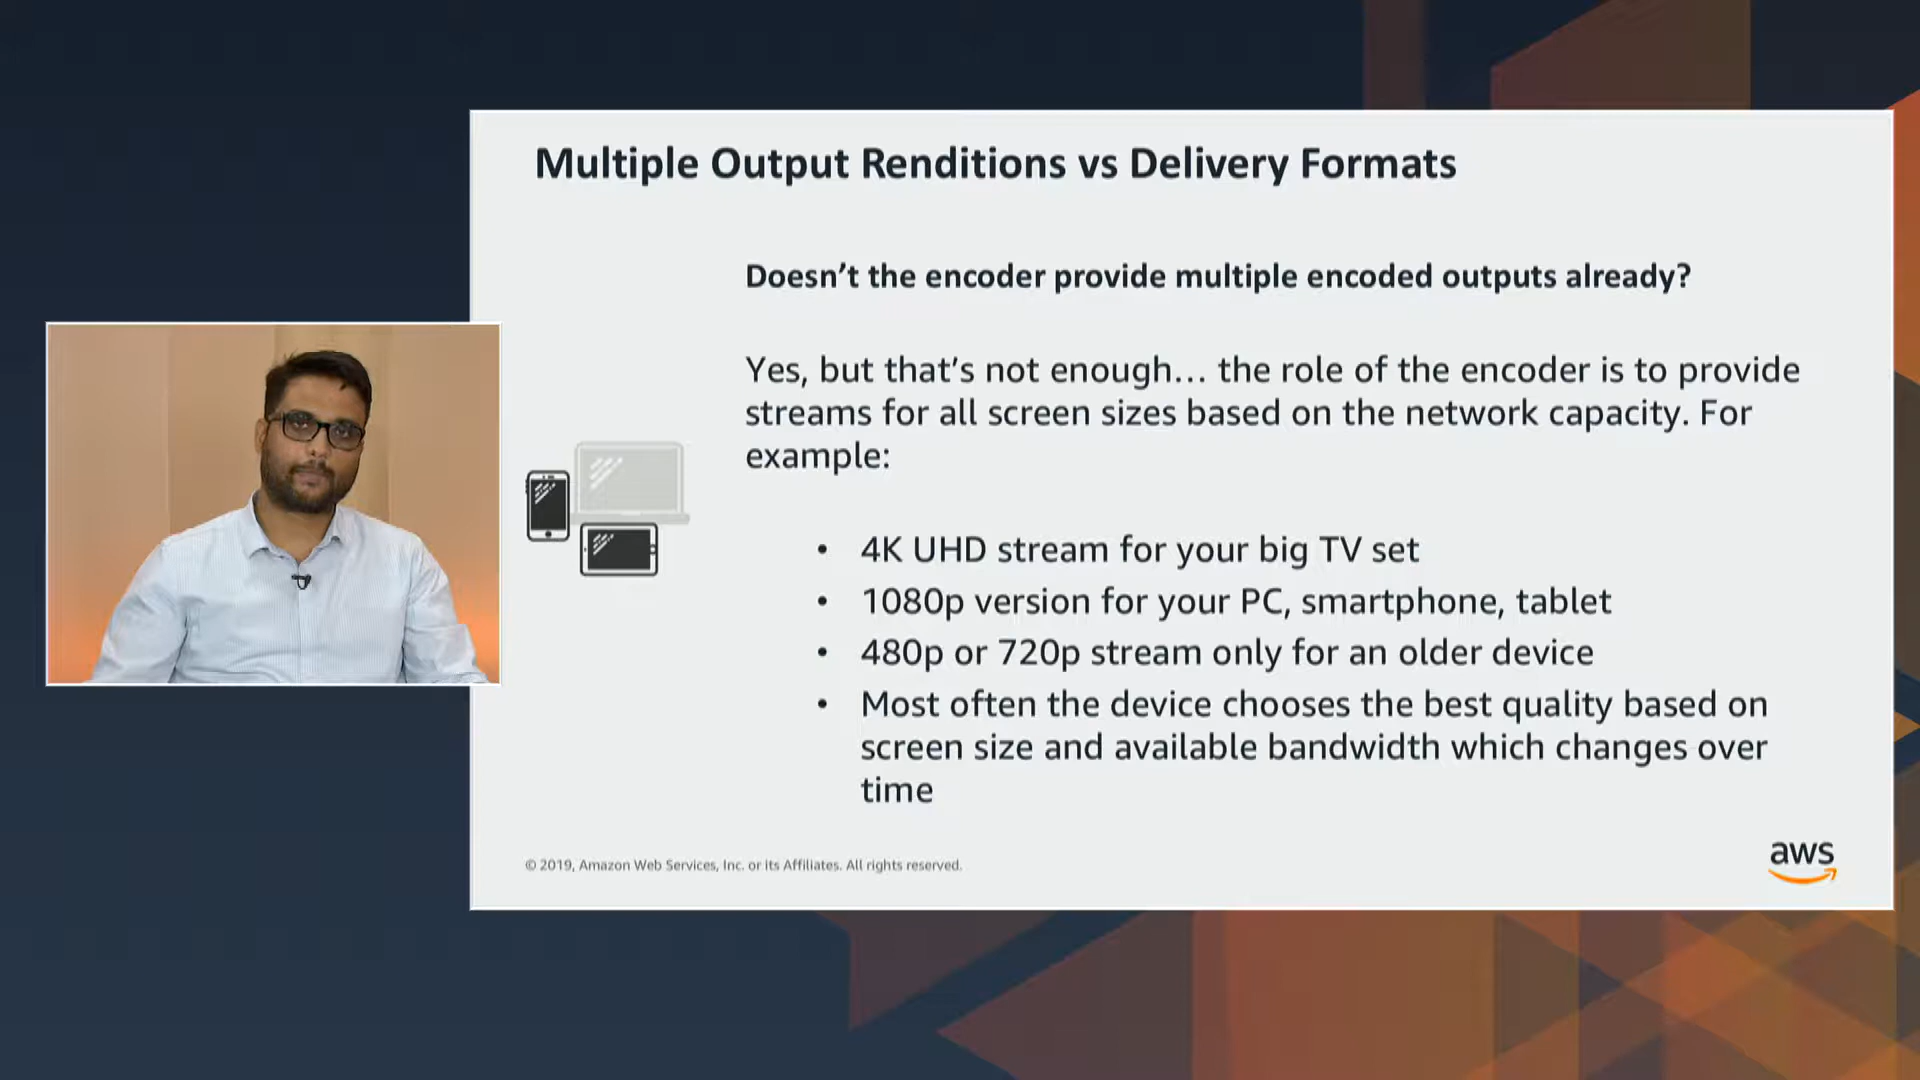 Multiple Output Renditions vs Delivery Formats
Doesn’t the encoder provide multiple encoded outputs already?
Yes, but that’s not enough... the role of the encoder is to provide
streams for all screen sizes based on the network capacity. For
example:
• 4K UHD stream for your big TV set
• 1080p version for your PC, smartphone, tablet
• 480p or 720p stream only for an older device
• Most often the device chooses the best quality based on
screen size and available bandwidth which changes over
time
© 2019, Amazon Web Services, Inc. or its Affiliates. All rights reserved.
aws